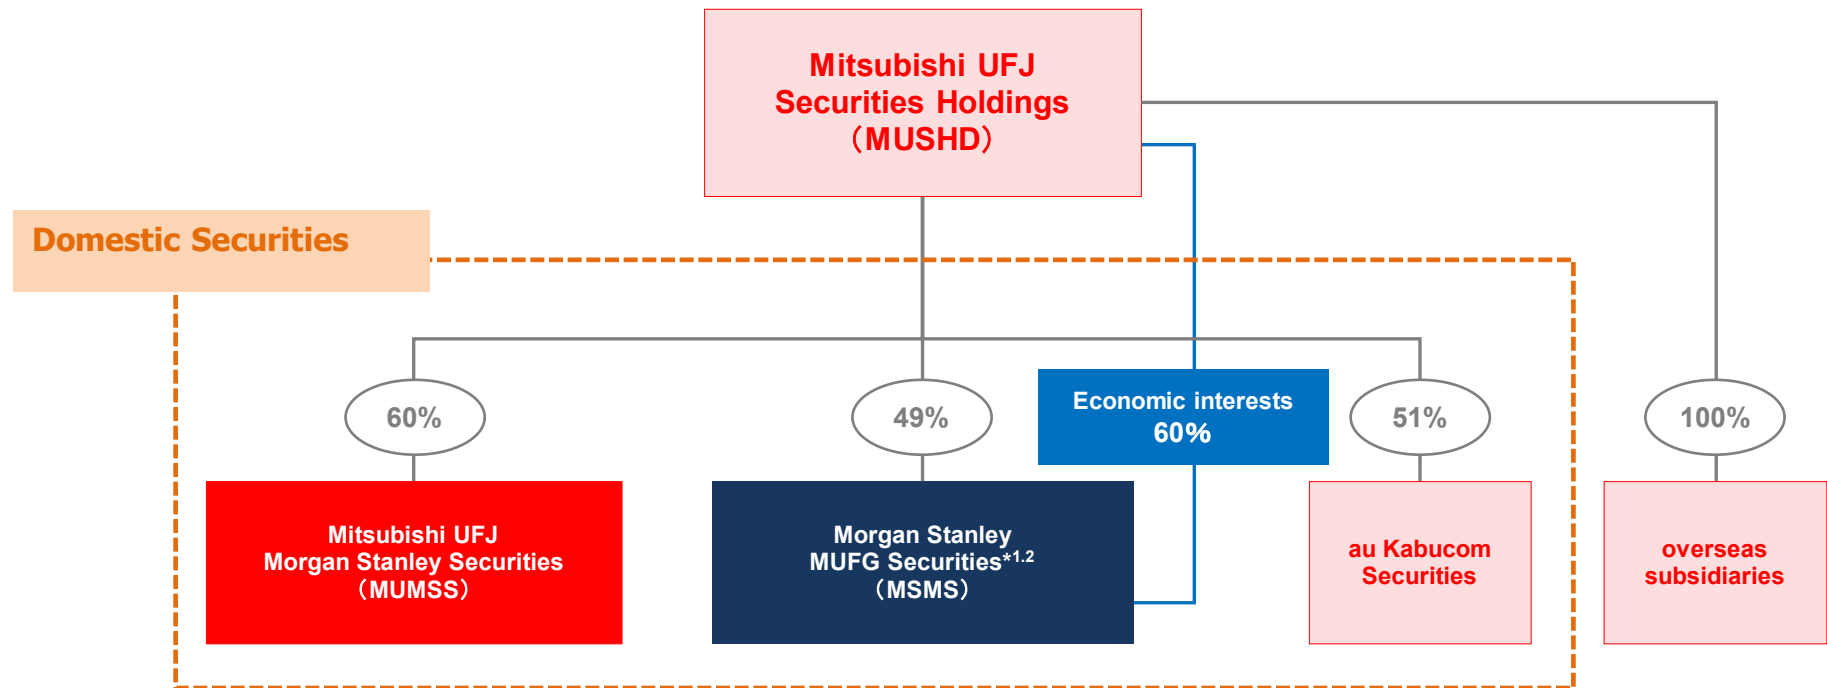 Mitsubishi UFJ
Securities Holdings
（MUSHD）
Domestic Securities
60%
49%
Economic interests
60%
51%
100%
Mitsubishi UFJ
Morgan Stanley Securities
（MUMSS）
Morgan Stanley
MUFG Securities*1.2
（MSMS）
au Kabucom
Securities
overseas
subsidiaries